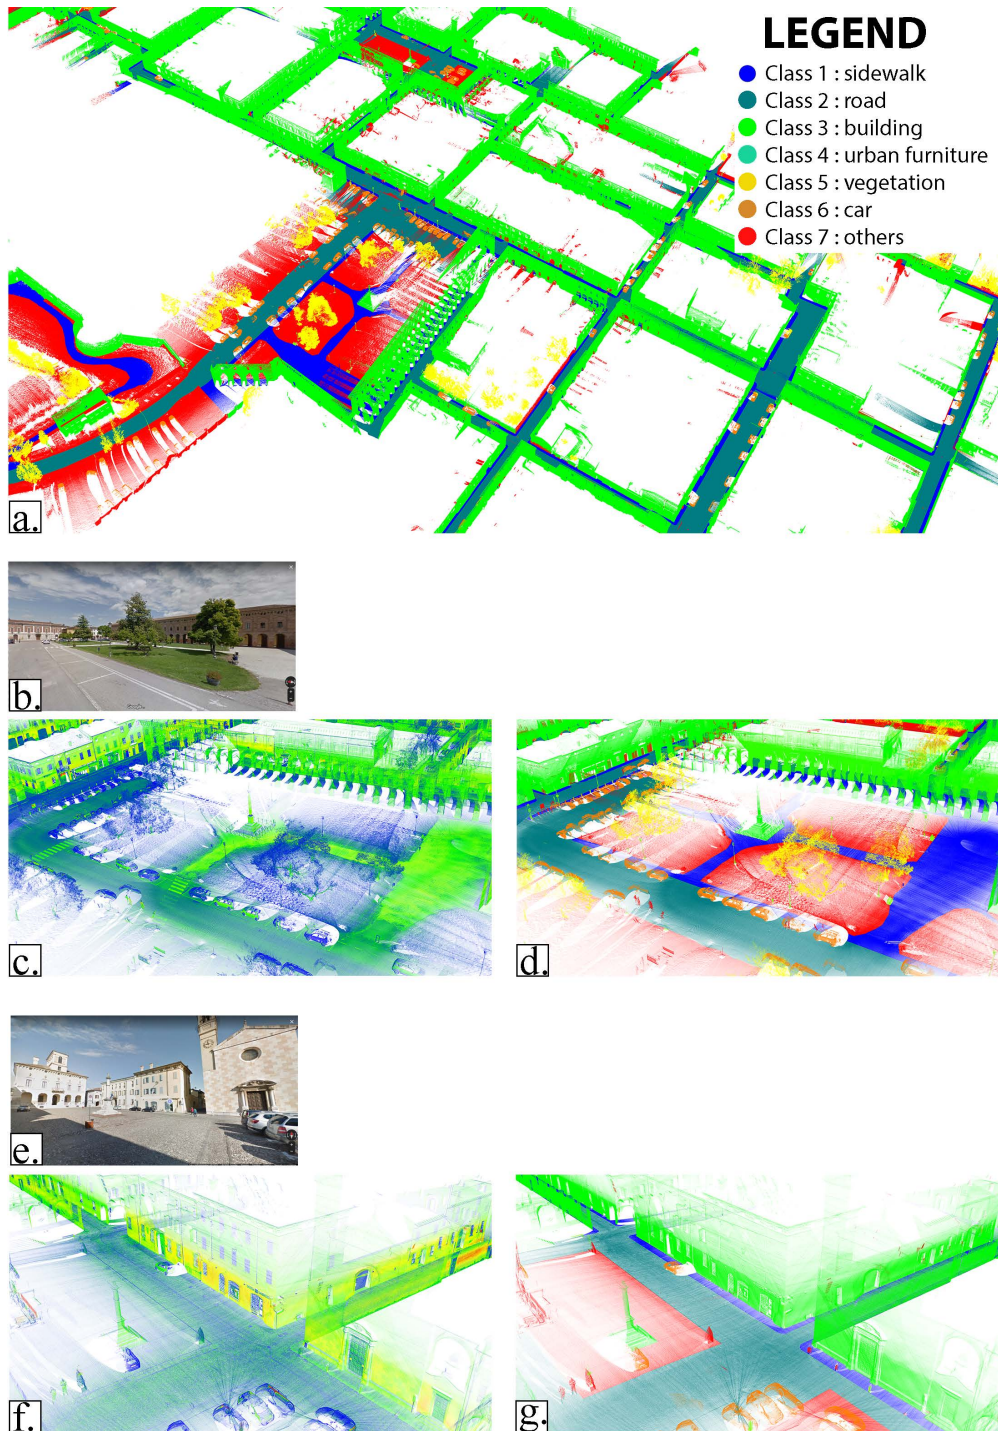 LEGEND
Class 1 : sidewalk
Class 2 : road
Class 3 : building
Class 4 : urban furniture
Class 5 : vegetation
Class 6 : car
Class 7 : others
a.
b.
Google
c.
d.
e.
f.
g.